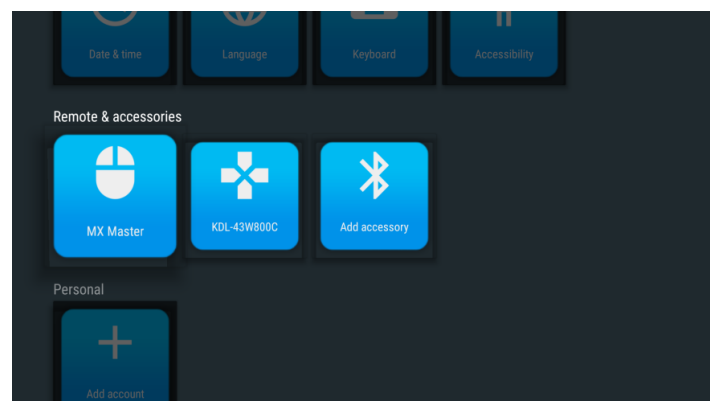 Date & time
Language
Keyboard
Accessibility
Remote & accessories
MX Master
KDL-43W800C
Add accessory
Personal
Add account